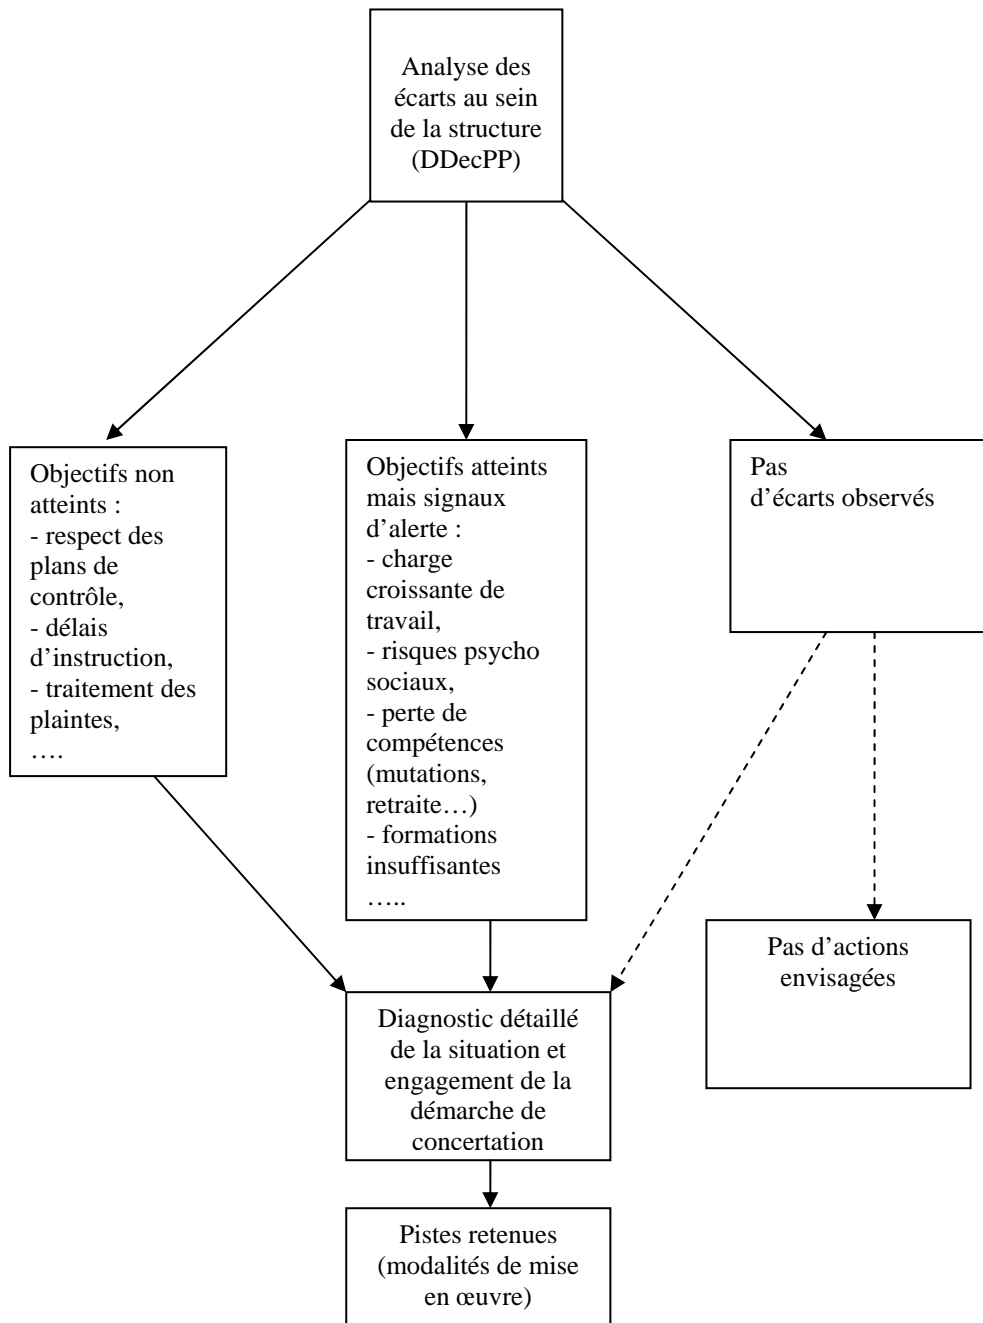 Analyse des
écarts au sein
de la structure
(DDecPP)
Objectifs non
atteints :
- respect des
plans de
contrôle,
- délais
d’instruction,
- traitement des
plaintes,
….
Objectifs atteints
mais signaux
d’alerte :
- charge
croissante de
travail,
- risques psycho
sociaux,
- perte de
compétences
(mutations,
retraite…)
- formations
insuffisantes
…..
Pas
d’écarts observés
Pas d’actions
envisagées
Diagnostic détaillé
de la situation et
engagement de la
démarche de
concertation
Pistes retenues
(modalités de mise
en œuvre)